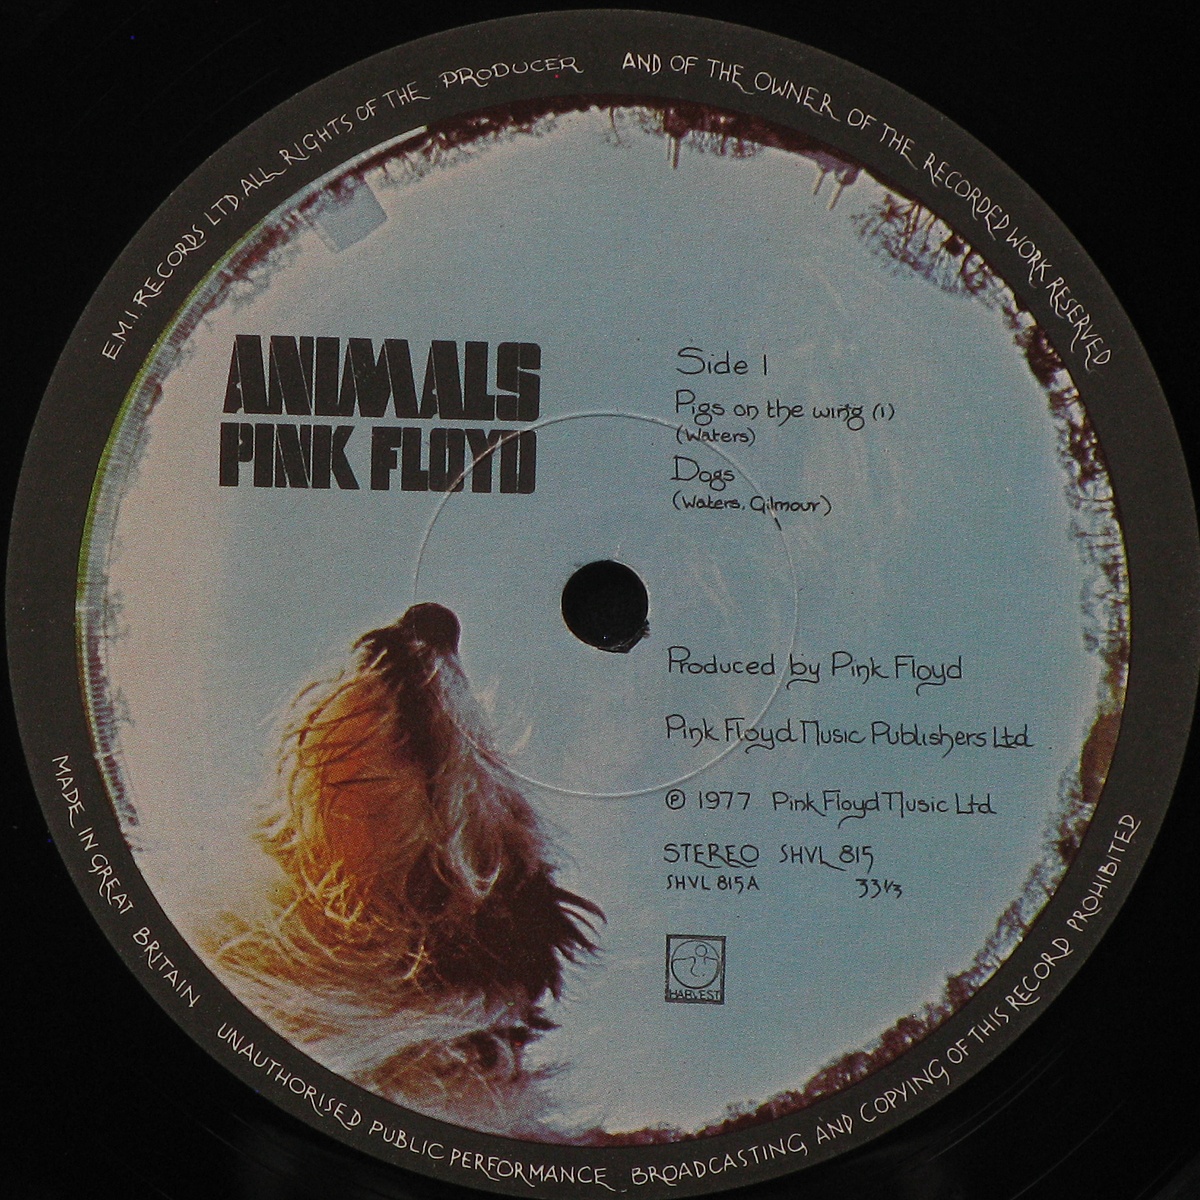 E.M.I. RECORDS LTD. ALL RIGHTS OF THE PRODUCER AND OF THE OWNER OF THE RECORDED WORK RESERVED
ANIMALS
PINK FLOYD
Side 1
Pigs on the wing (1)
(Waters)
Dogs
(Waters, Gilmour)
Produced by Pink Floyd
Pink Floyd Music Publishers Ltd
℗ 1977 Pink Floyd Music Ltd
STEREO SHVL 815
SHVL 815A 33 1/3
HARVEST
MADE IN GREAT BRITAIN UNAUTHORISED PUBLIC PERFORMANCE BROADCASTING AND COPYING OF THIS RECORD PROHIBITED